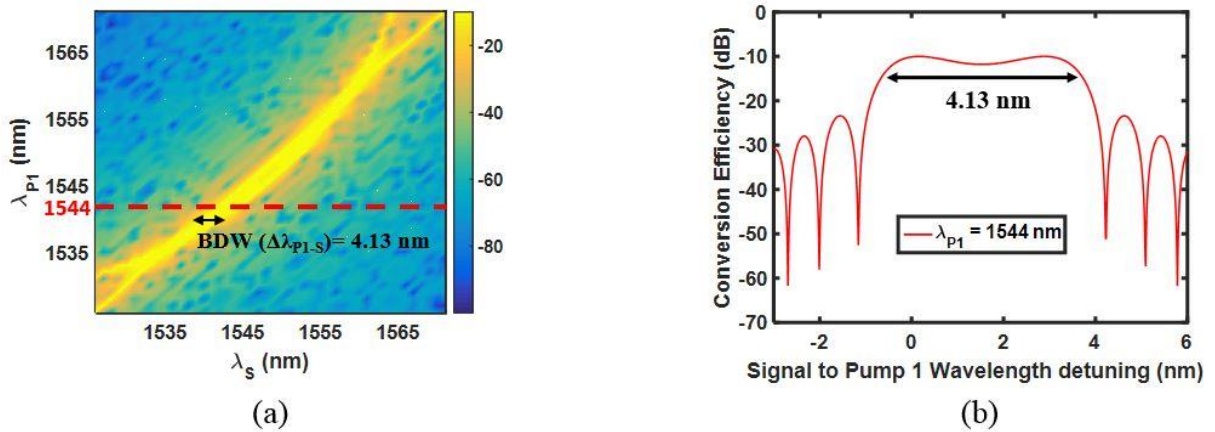 1565
1555
1545
1544
1535
λP1 (nm)
BDW (ΔλP1-S)= 4.13 nm
1535 1545 1555 1565
λS (nm)
-20
-40
-60
-80
(a)
0
-10
-20
-30
-40
-50
-60
-70
Conversion Efficiency (dB)
4.13 nm
λP1 = 1544 nm
-2 0 2 4 6
Signal to Pump 1 Wavelength detuning (nm)
(b)